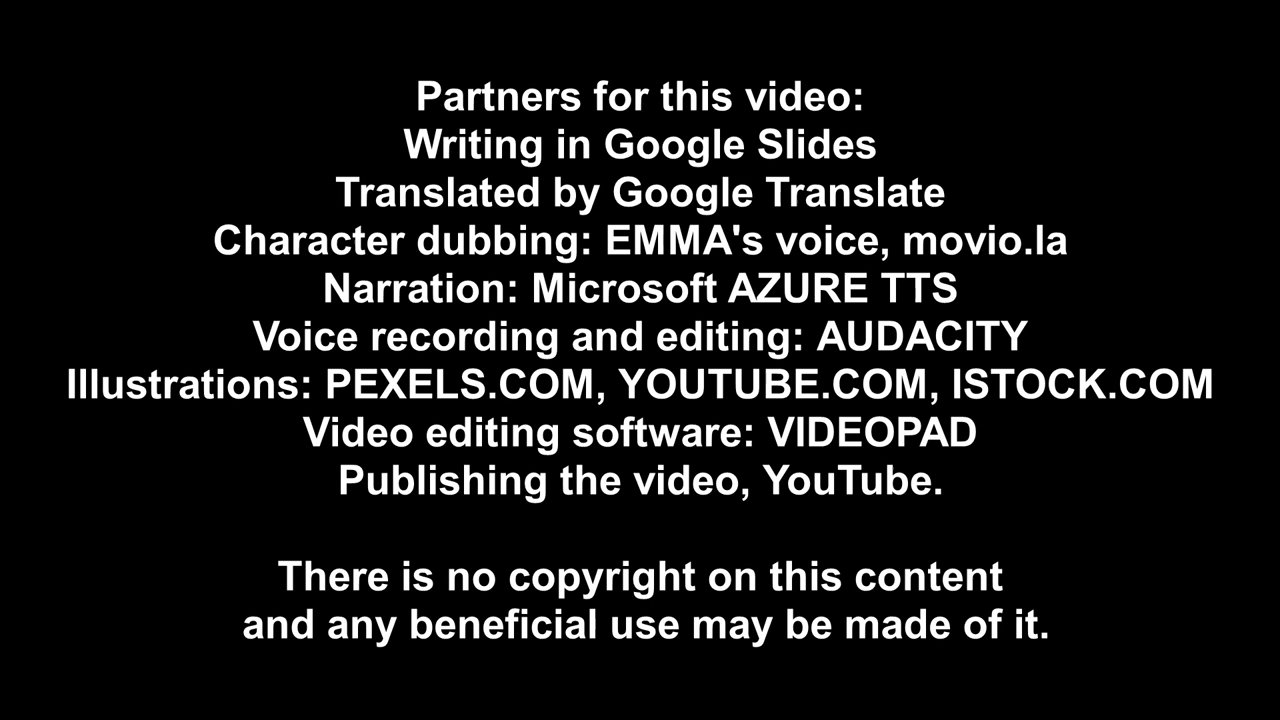 Partners for this video:
Writing in Google Slides
Translated by Google Translate
Character dubbing: EMMA's voice, movio.la
Narration: Microsoft AZURE TTS
Voice recording and editing: AUDACITY
Illustrations: PEXELS.COM, YOUTUBE.COM, ISTOCK.COM
Video editing software: VIDEOPAD
Publishing the video, YouTube.
There is no copyright on this content
and any beneficial use may be made of it.